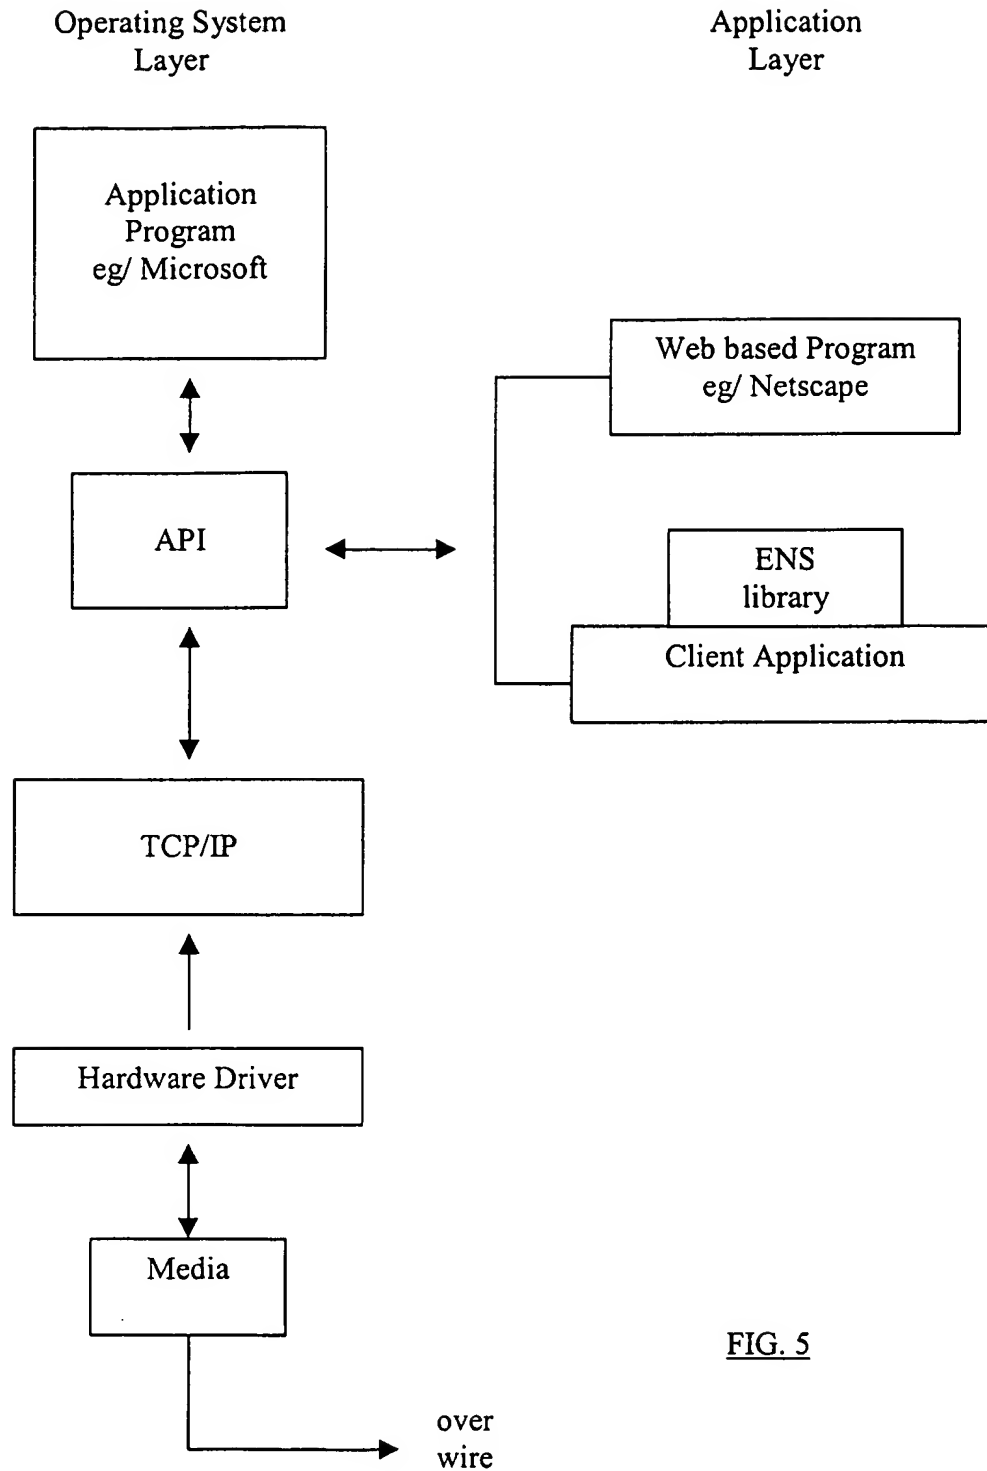 Operating System
Layer
Application
Layer
Application
Program
eg/ Microsoft
Web based Program
eg/ Netscape
API
ENS
library
Client Application
TCP/IP
Hardware Driver
Media
FIG. 5
over
wire